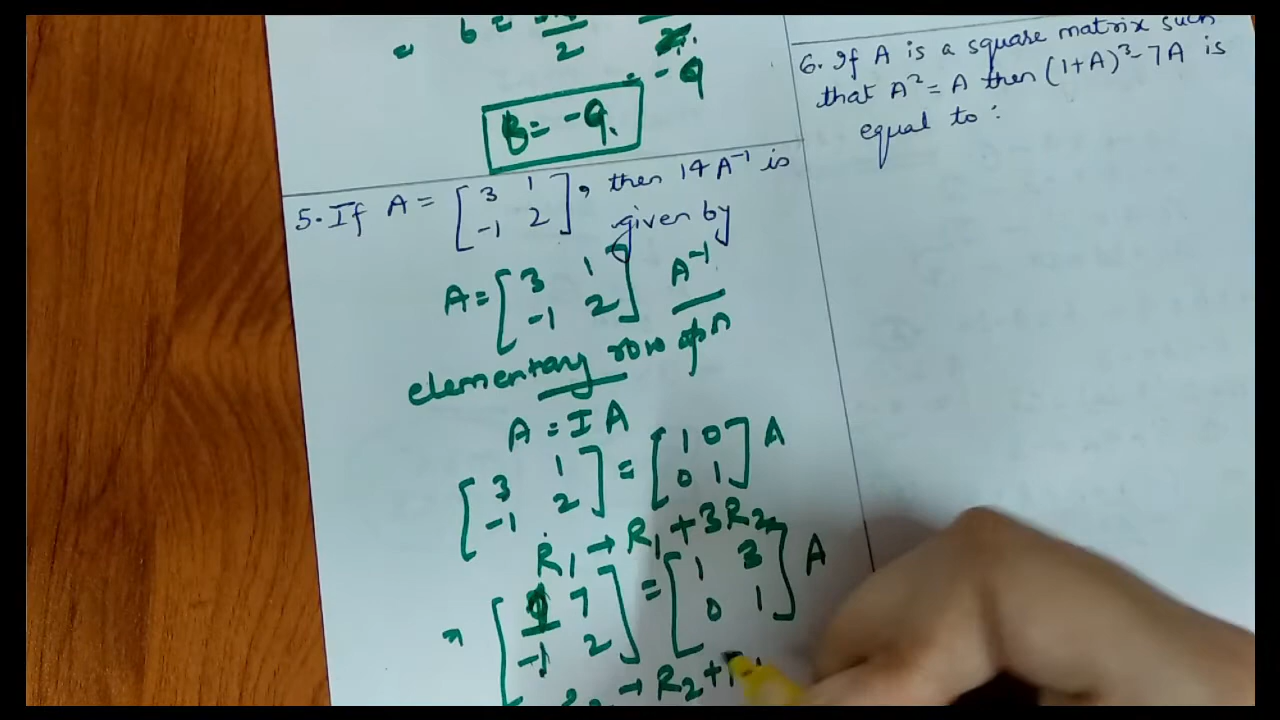 = b =
2 2
= -9
B = -9.
5. If A = [3 1 -1 2], then 14A⁻¹ is
given by
A = [3 1 -1 2] A⁻¹
elementary row opn
A = IA
[3 1 -1 2] = [1 0 0 1] A
R₁ → R₁ + 3R₂
⇒ [0 7 -1 2] = [1 3 0 1] A
→ R₂ +
6. If A is a square matrix such
that A² = A then (1+A)³ - 7A is
equal to :